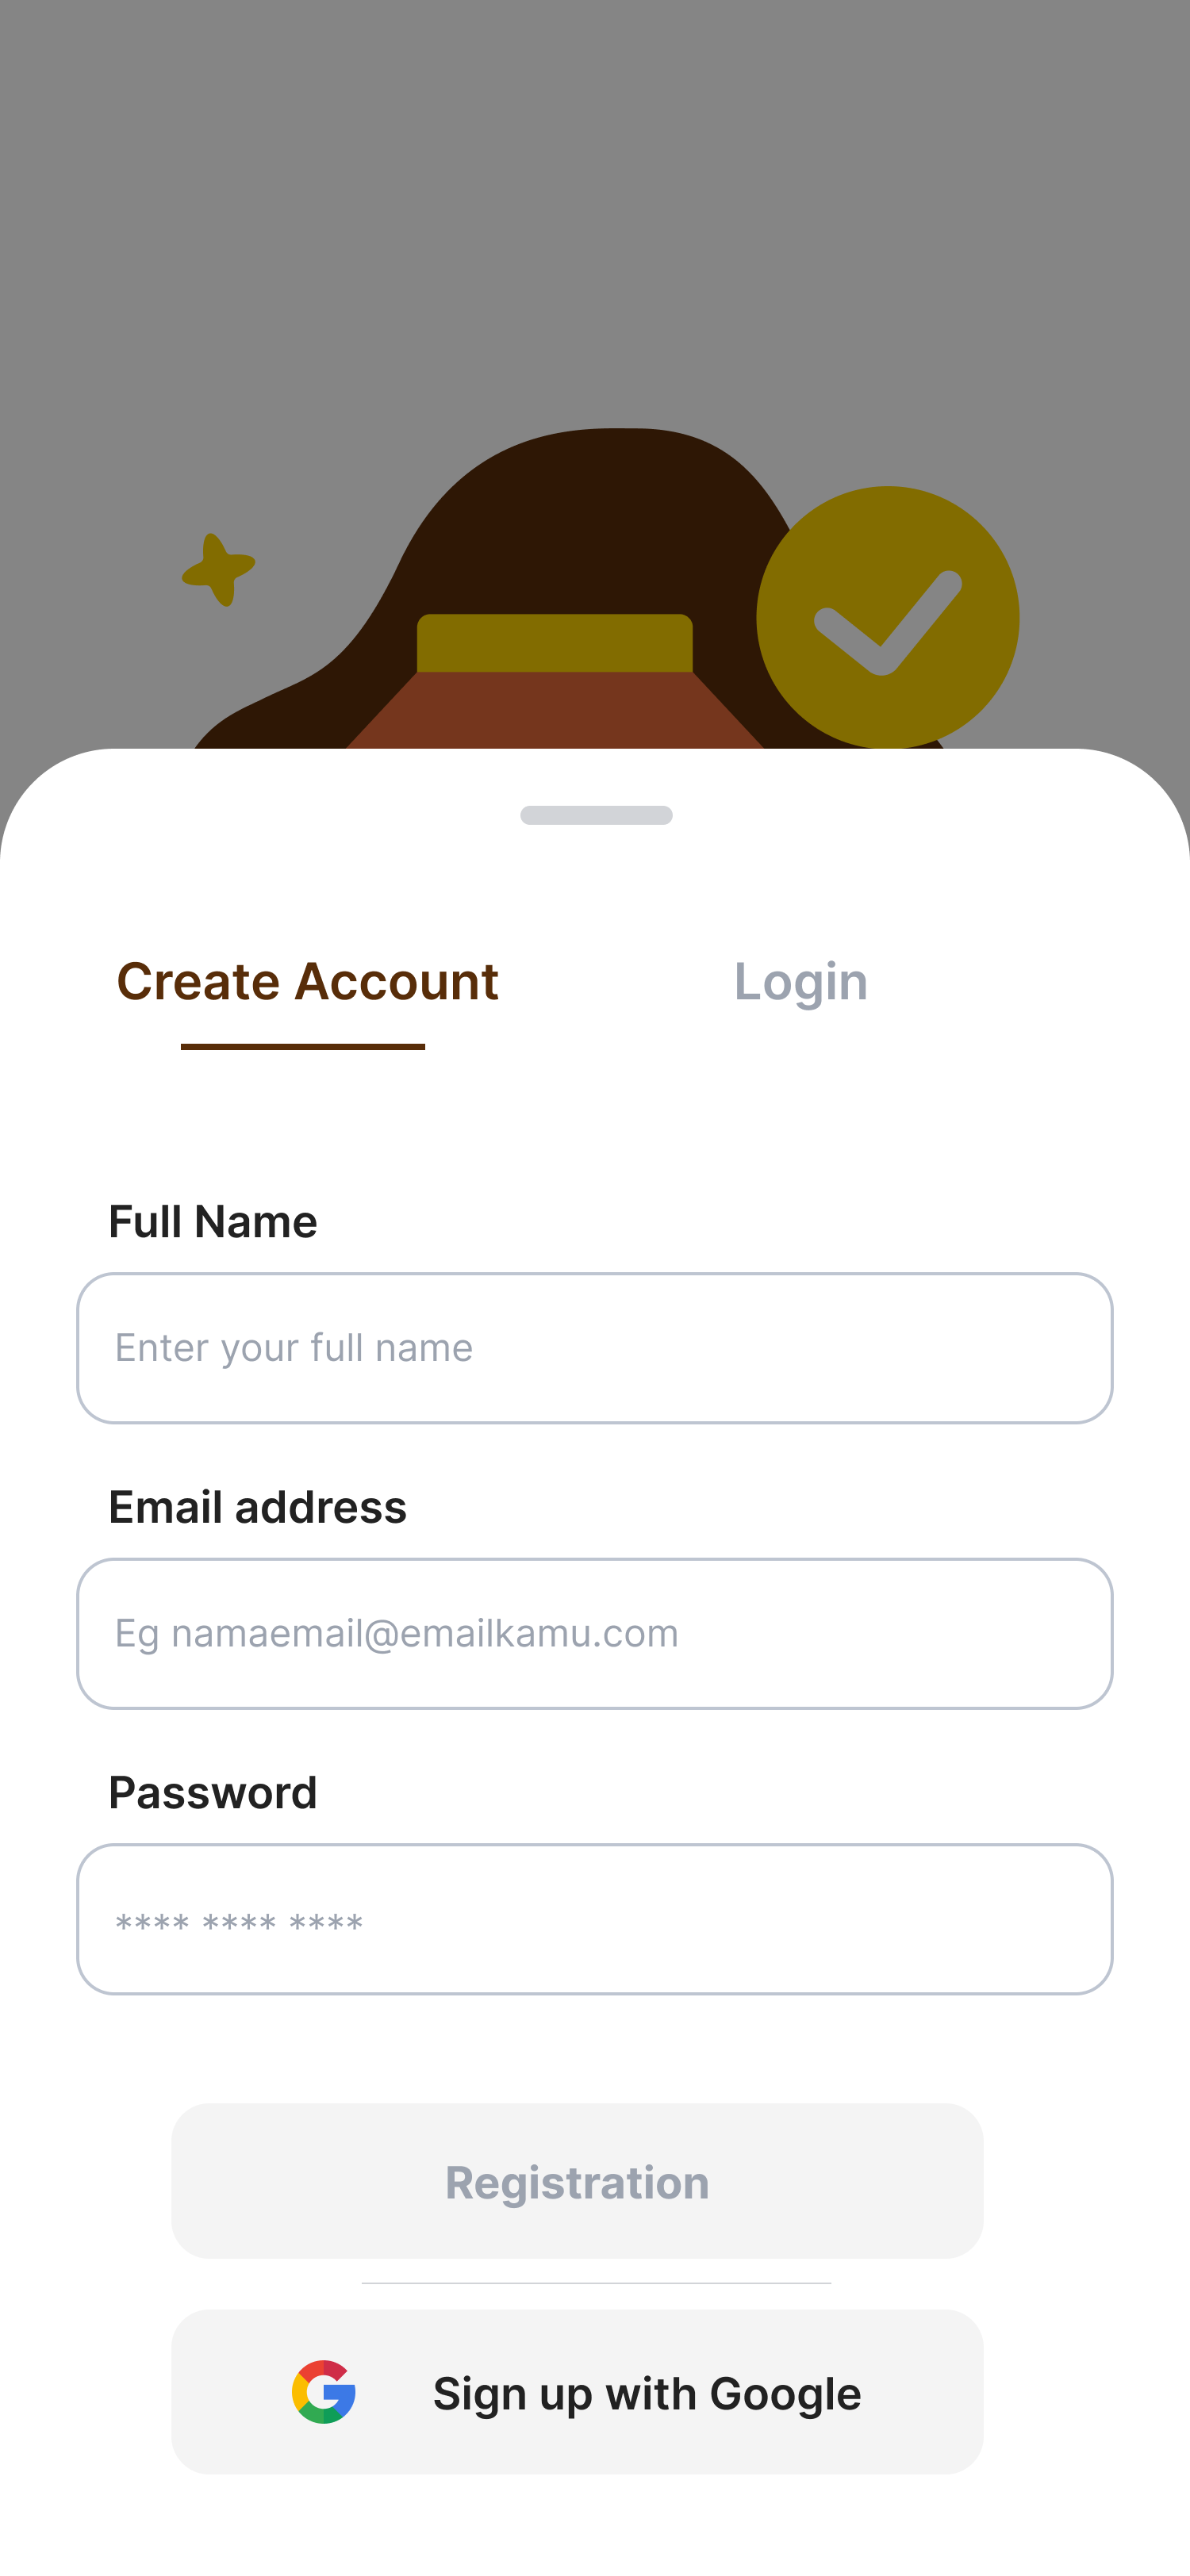 Create Account Login
Full Name
Enter your full name
Email address
Eg namaemail@emailkamu.com
Password
**** **** ****
Registration
Sign up with Google